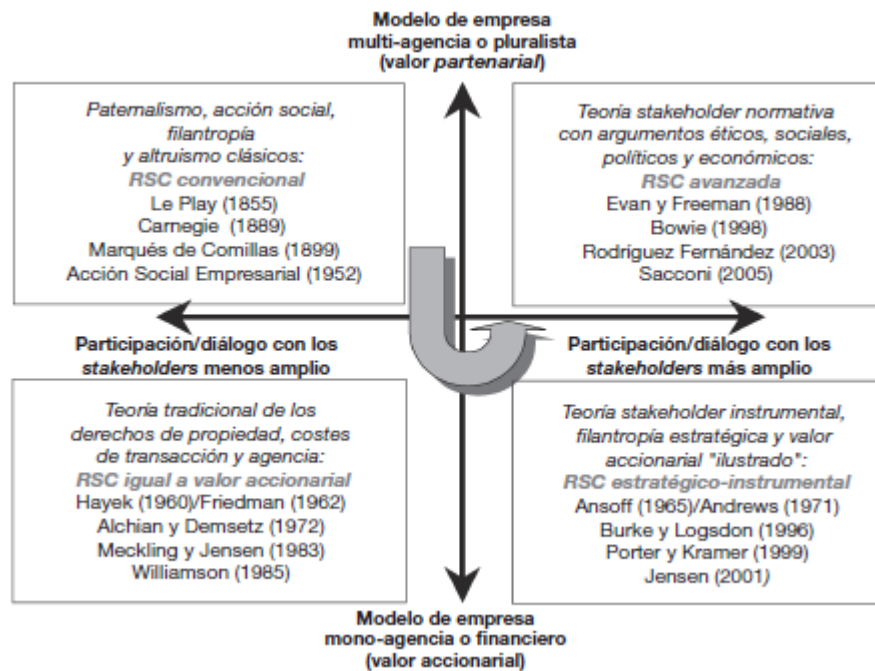 Modelo de empresa
multi-agencia o pluralista
(valor partenarial)
Paternalismo, acción social,
filantropía
y altruismo clásicos:
RSC convencional
Le Play (1855)
Carnegie (1889)
Marqués de Comillas (1899)
Acción Social Empresarial (1952)
Teoría stakeholder normativa
con argumentos éticos, sociales,
políticos y económicos:
RSC avanzada
Evan y Freeman (1988)
Bowie (1998)
Rodríguez Fernández (2003)
Sacconi (2005)
Participación/diálogo con los
stakeholders menos amplio
Participación/diálogo con los
stakeholders más amplio
Teoría tradicional de los
derechos de propiedad, costes
de transacción y agencia:
RSC igual a valor accionarial
Hayek (1960)/Friedman (1962)
Alchian y Demsetz (1972)
Meckling y Jensen (1983)
Williamson (1985)
Teoría stakeholder instrumental,
filantropía estratégica y valor
accionarial "ilustrado":
RSC estratégico-instrumental
Ansoff (1965)/Andrews (1971)
Burke y Logsdon (1996)
Porter y Kramer (1999)
Jensen (2001)
Modelo de empresa
mono-agencia o financiero
(valor accionarial)